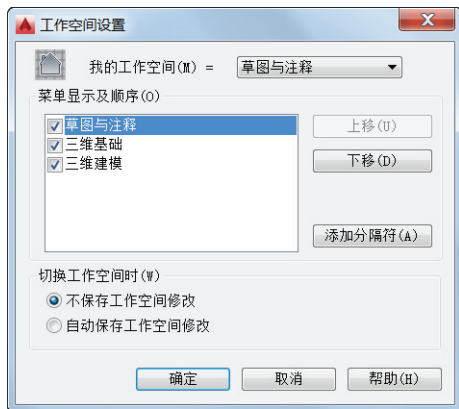 工作空间设置
我的工作空间(M) = 草图与注释
菜单显示及顺序(O)
草图与注释
三维基础
三维建模
上移(U)
下移(D)
添加分隔符(A)
切换工作空间时(W)
不保存工作空间修改
自动保存工作空间修改
确定 取消 帮助(H)